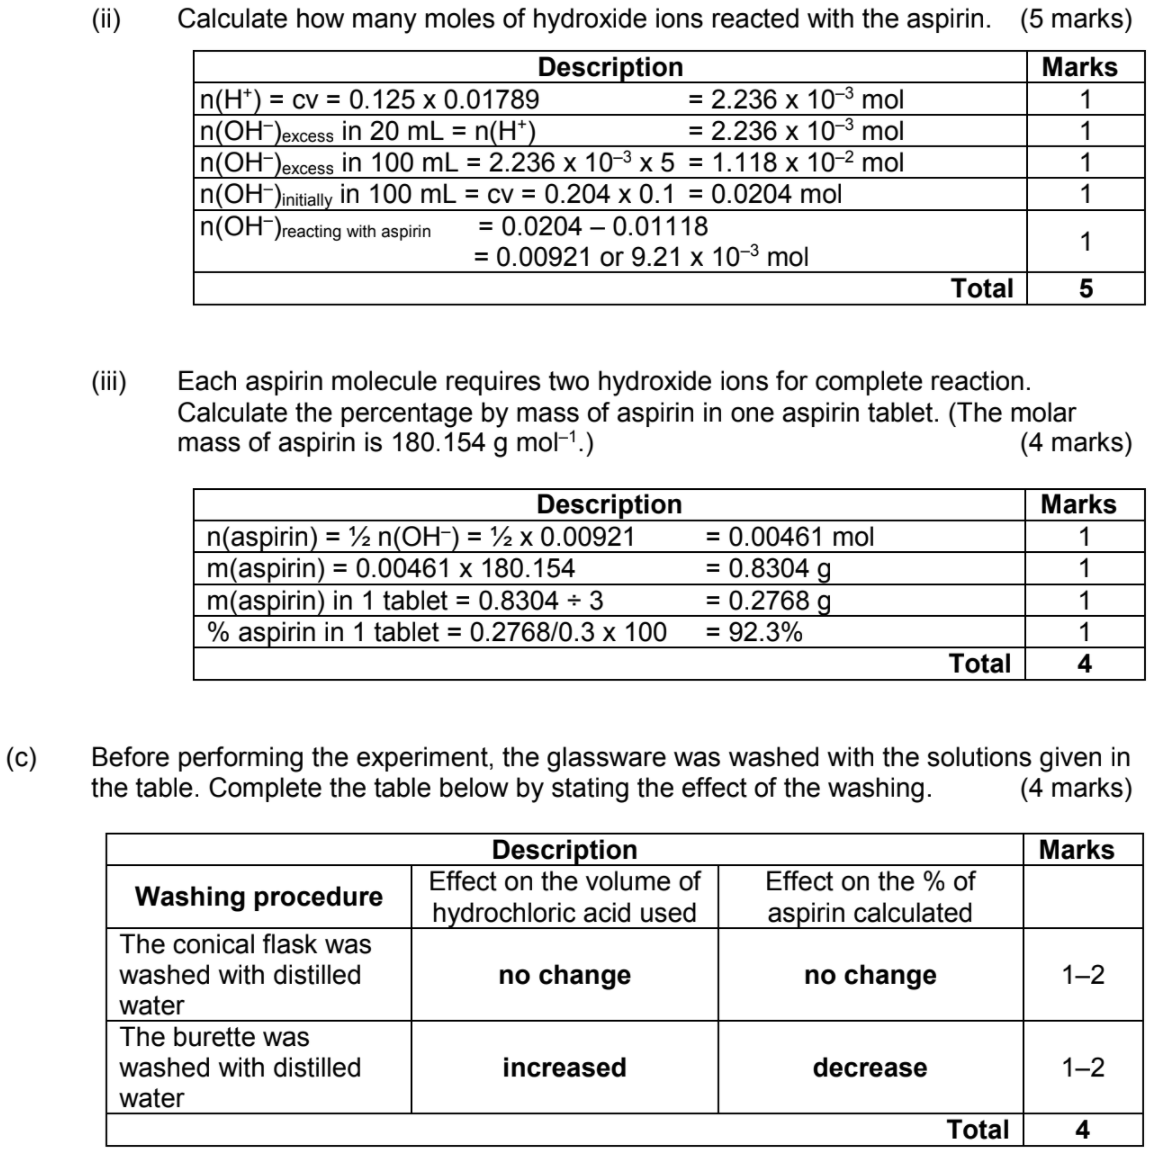 (ii) Calculate how many moles of hydroxide ions reacted with the aspirin. (5 marks)
Description Marks
n(H⁺) = cv = 0.125 x 0.01789 = 2.236 x 10⁻³ mol 1
n(OH⁻)excess in 20 mL = n(H⁺) = 2.236 x 10⁻³ mol 1
n(OH⁻)excess in 100 mL = 2.236 x 10⁻³ x 5 = 1.118 x 10⁻² mol 1
n(OH⁻)initially in 100 mL = cv = 0.204 x 0.1 = 0.0204 mol 1
n(OH⁻)reacting with aspirin = 0.0204 – 0.01118
= 0.00921 or 9.21 x 10⁻³ mol 1
Total 5
(iii) Each aspirin molecule requires two hydroxide ions for complete reaction.
Calculate the percentage by mass of aspirin in one aspirin tablet. (The molar
mass of aspirin is 180.154 g mol⁻¹.) (4 marks)
Description Marks
n(aspirin) = ½ n(OH⁻) = ½ x 0.00921 = 0.00461 mol 1
m(aspirin) = 0.00461 x 180.154 = 0.8304 g 1
m(aspirin) in 1 tablet = 0.8304 ÷ 3 = 0.2768 g 1
% aspirin in 1 tablet = 0.2768/0.3 x 100 = 92.3% 1
Total 4
(c) Before performing the experiment, the glassware was washed with the solutions given in
the table. Complete the table below by stating the effect of the washing. (4 marks)
Description Marks
Washing procedure
Effect on the volume of
hydrochloric acid used
Effect on the % of
aspirin calculated
The conical flask was
washed with distilled
water
no change
no change
1–2
The burette was
washed with distilled
water
increased
decrease
1–2
Total 4